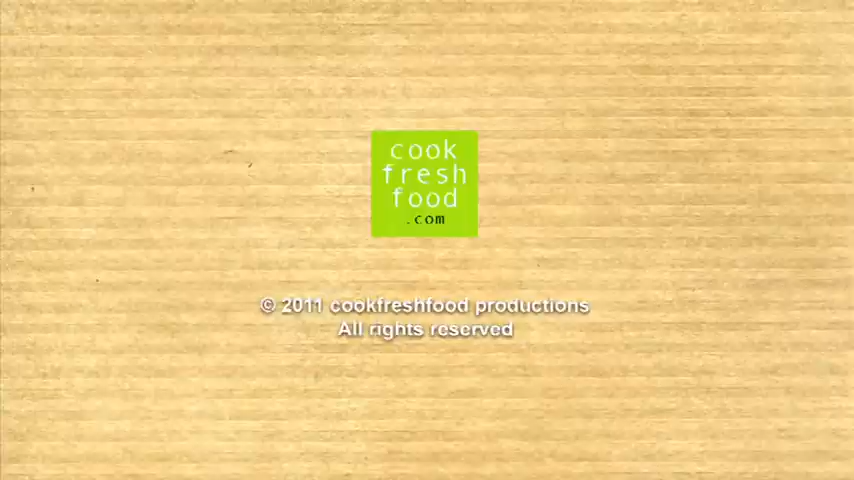 cook
fresh
food
.com
© 2011 cookfreshfood productions
All rights reserved